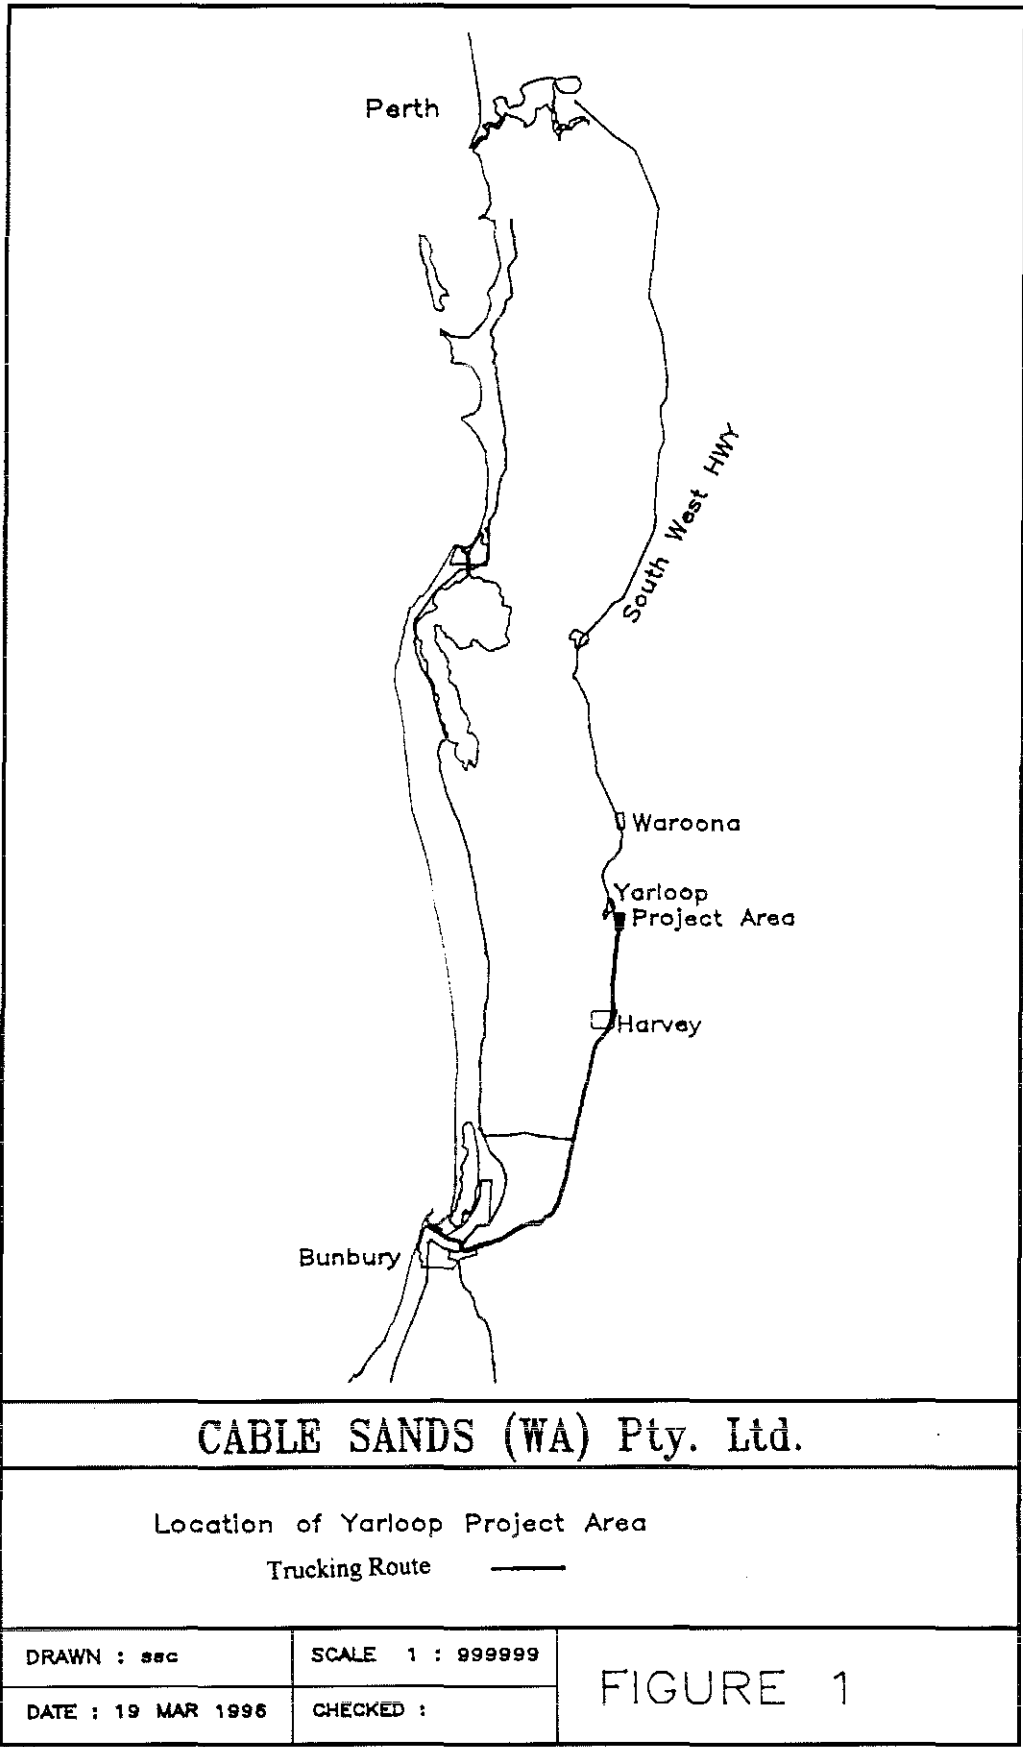 Perth
South West HWY
Waroona
Yarloop
Project Area
Harvey
Bunbury
CABLE SANDS (WA) Pty. Ltd.
Location of Yarloop Project Area
Trucking Route
DRAWN : ssc
SCALE 1 : 999999
DATE : 19 MAR 1996
CHECKED :
FIGURE 1